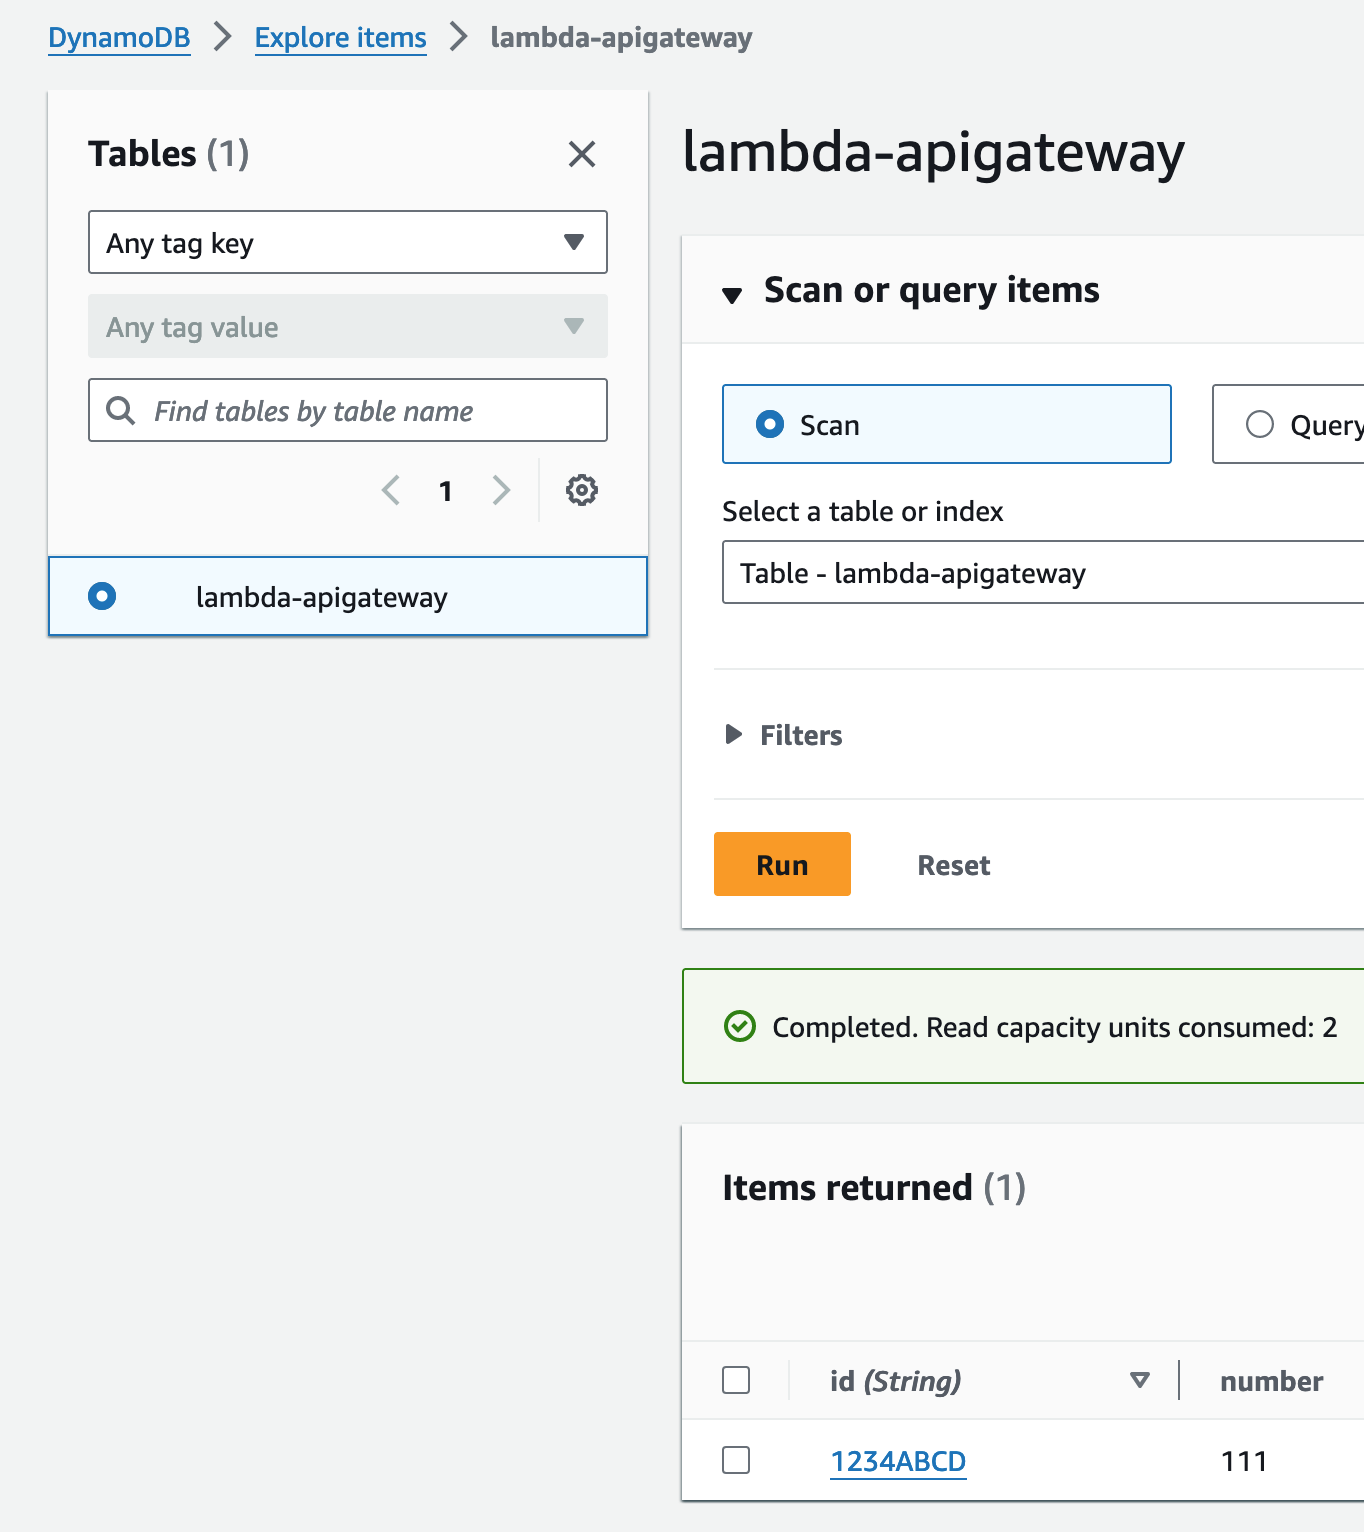 DynamoDB > Explore items > lambda-apigateway
Tables (1)
Any tag key
Any tag value
Find tables by table name
1
lambda-apigateway
lambda-apigateway
Scan or query items
Scan
Query
Select a table or index
Table - lambda-apigateway
Filters
Run Reset
Completed. Read capacity units consumed: 2
Items returned (1)
id (String) number
1234ABCD 111